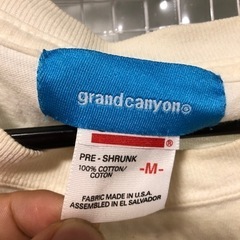 grandcanyon®
PRE-SHRUNK
100% COTTON/
COTON
-M-
FABRIC MADE IN U.S.A.
ASSEMBLED IN EL SALVADOR